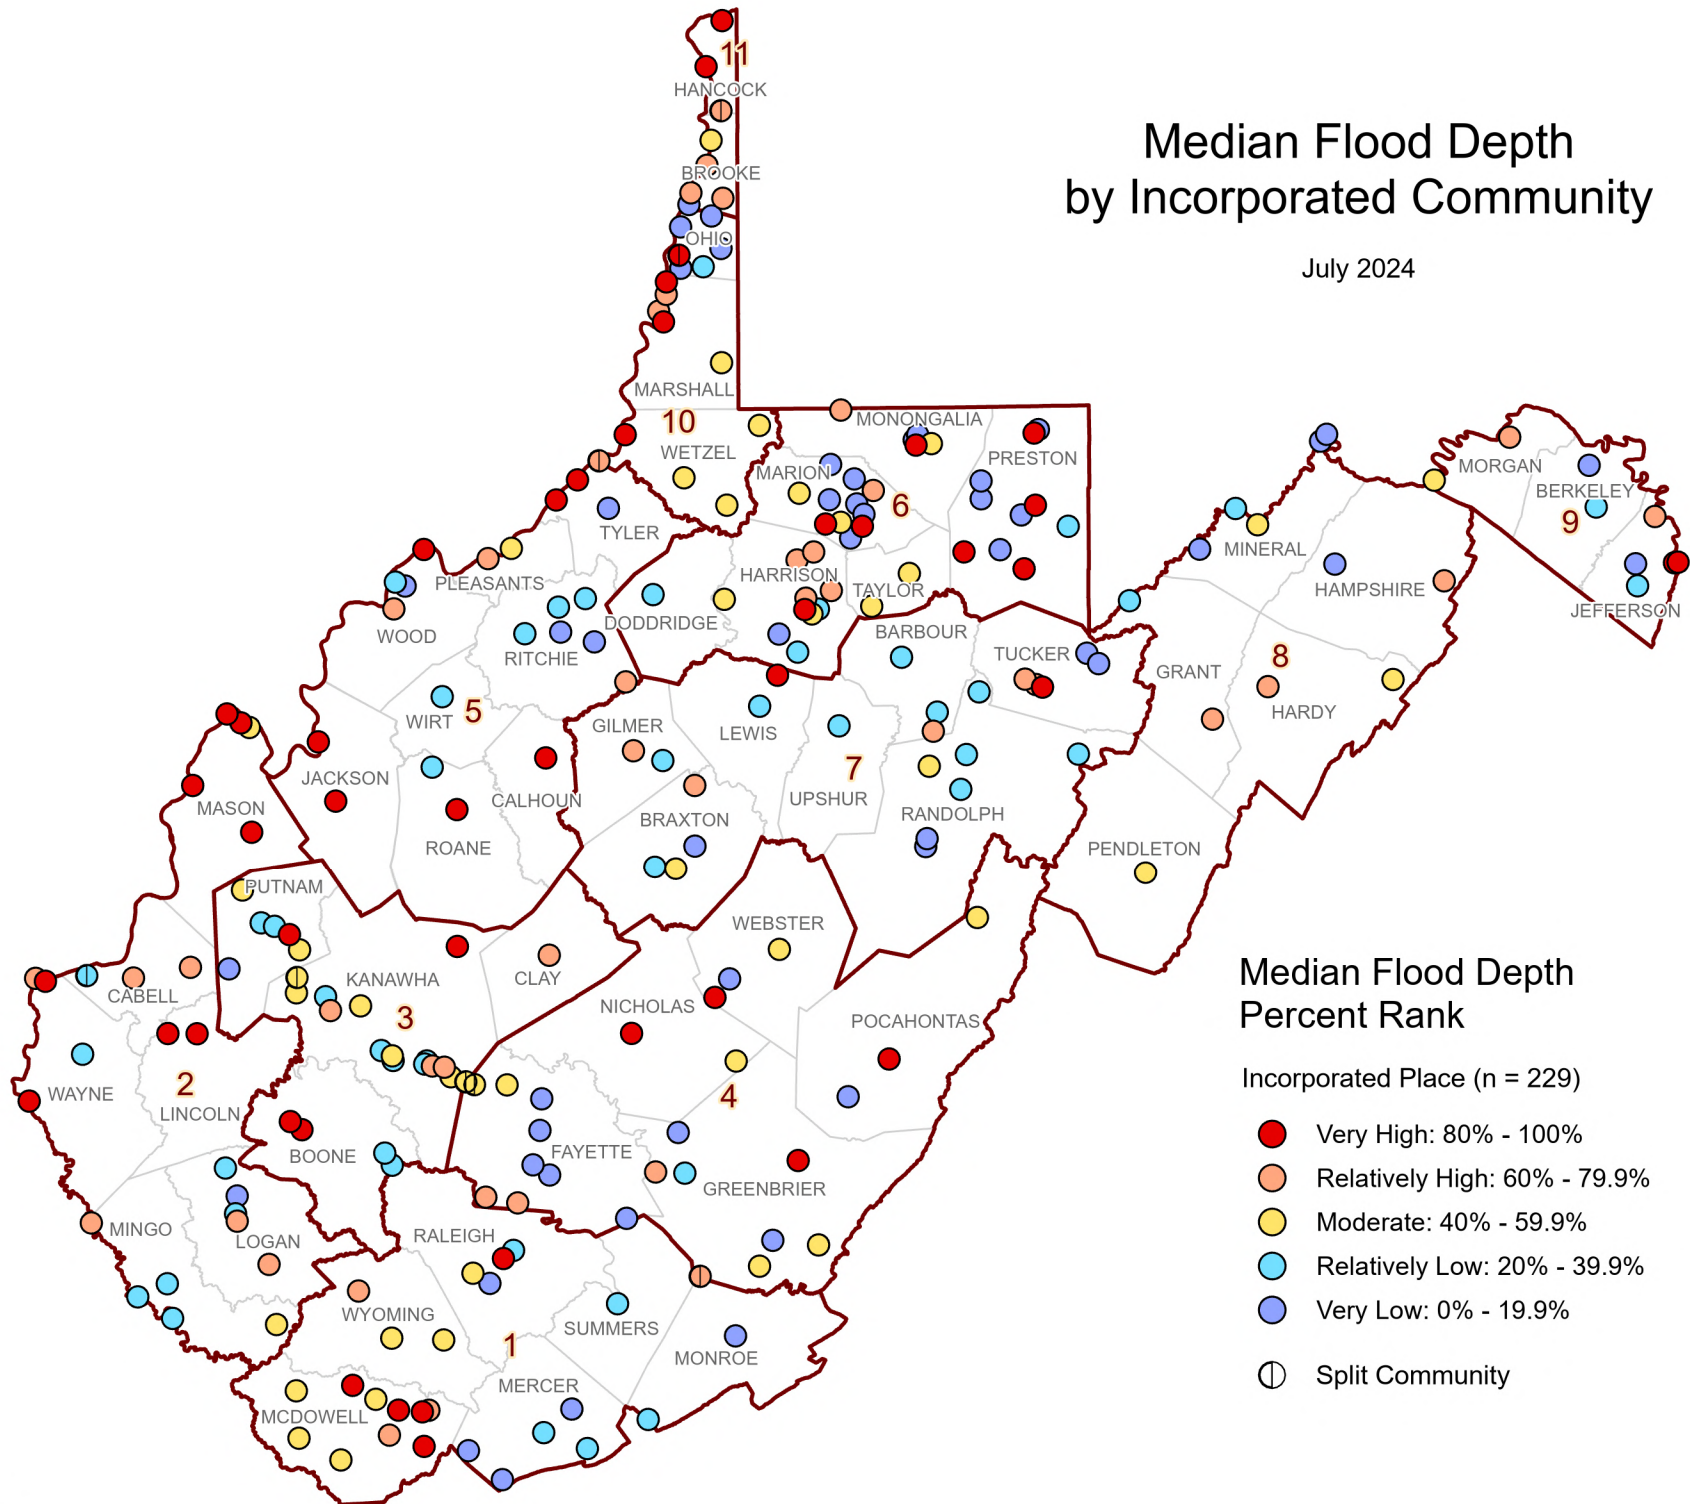 Median Flood Depth
by Incorporated Community
July 2024
11
HANCOCK
BROOKE
OHIO
MARSHALL
10
WETZEL
MONONGALIA
MARION
PRESTON
6
TYLER
PLEASANTS
HARRISON
TAYLOR
DODDRIDGE
WOOD
RITCHIE
BARBOUR
TUCKER
MORGAN
BERKELEY
9
MINERAL
HAMPSHIRE
JEFFERSON
GRANT
8
HARDY
WIRT
5
GILMER
LEWIS
7
JACKSON
CALHOUN
UPSHUR
MASON
BRAXTON
RANDOLPH
ROANE
PENDLETON
PUTNAM
WEBSTER
KANAWHA
CLAY
CABELL
NICHOLAS
3
POCAHONTAS
WAYNE
2
LINCOLN
4
BOONE
FAYETTE
GREENBRIER
MINGO
LOGAN
RALEIGH
WYOMING
SUMMERS
1
MONROE
MERCER
MCDOWELL
Median Flood Depth
Percent Rank
Incorporated Place (n = 229)
Very High: 80% - 100%
Relatively High: 60% - 79.9%
Moderate: 40% - 59.9%
Relatively Low: 20% - 39.9%
Very Low: 0% - 19.9%
Split Community